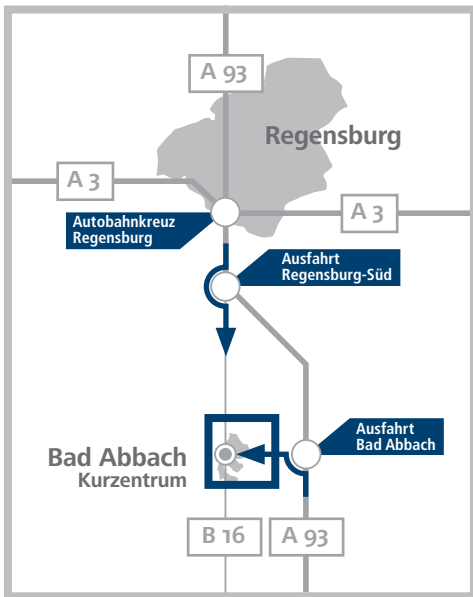 A 93
Regensburg
A 3
A 3
Autobahnkreuz
Regensburg
Ausfahrt
Regensburg-Süd
Ausfahrt
Bad Abbach
Bad Abbach
Kurzentrum
B 16
A 93